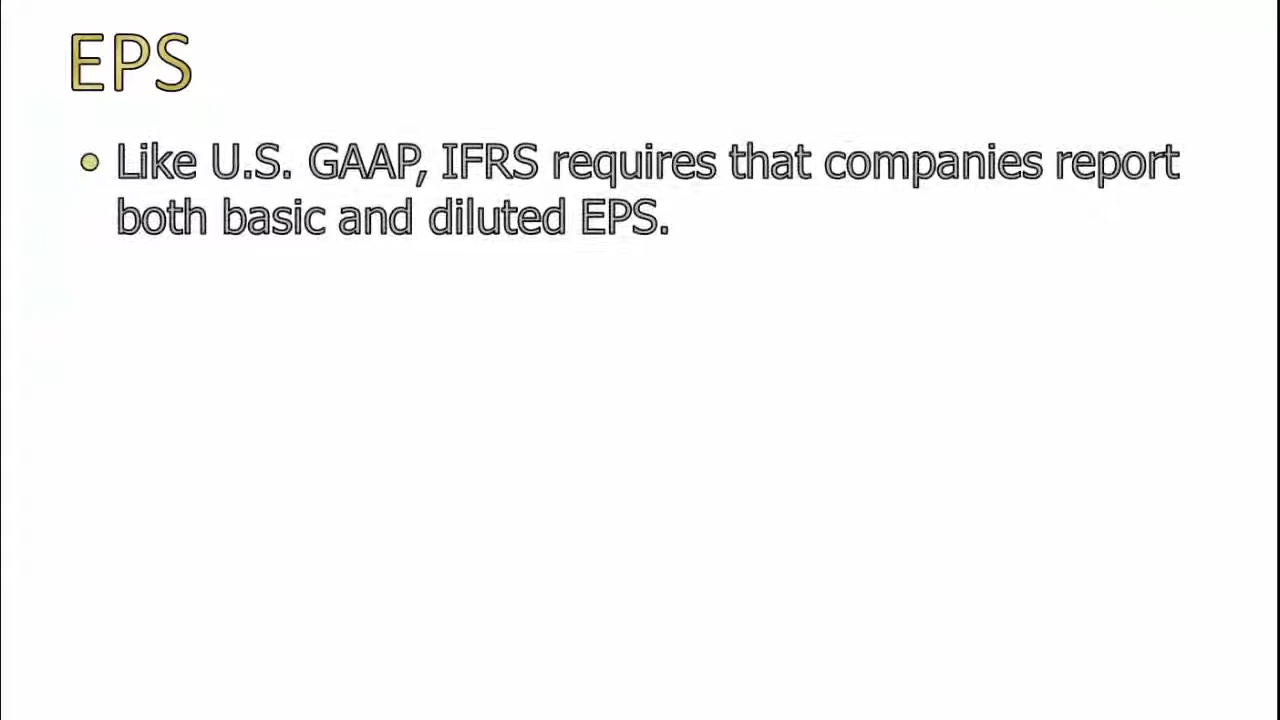 EPS
• Like U.S. GAAP, IFRS requires that companies report
both basic and diluted EPS.